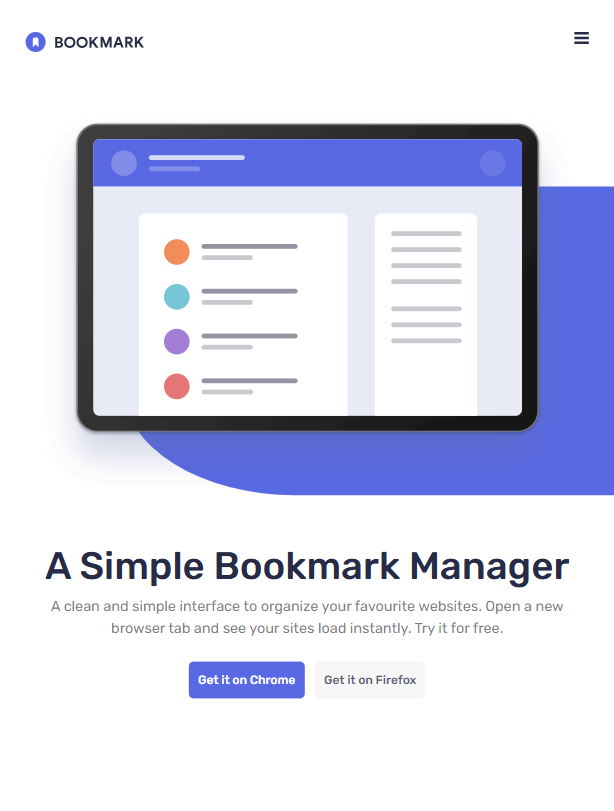 BOOKMARK
A Simple Bookmark Manager
A clean and simple interface to organize your favourite websites. Open a new
browser tab and see your sites load instantly. Try it for free.
Get it on Chrome
Get it on Firefox